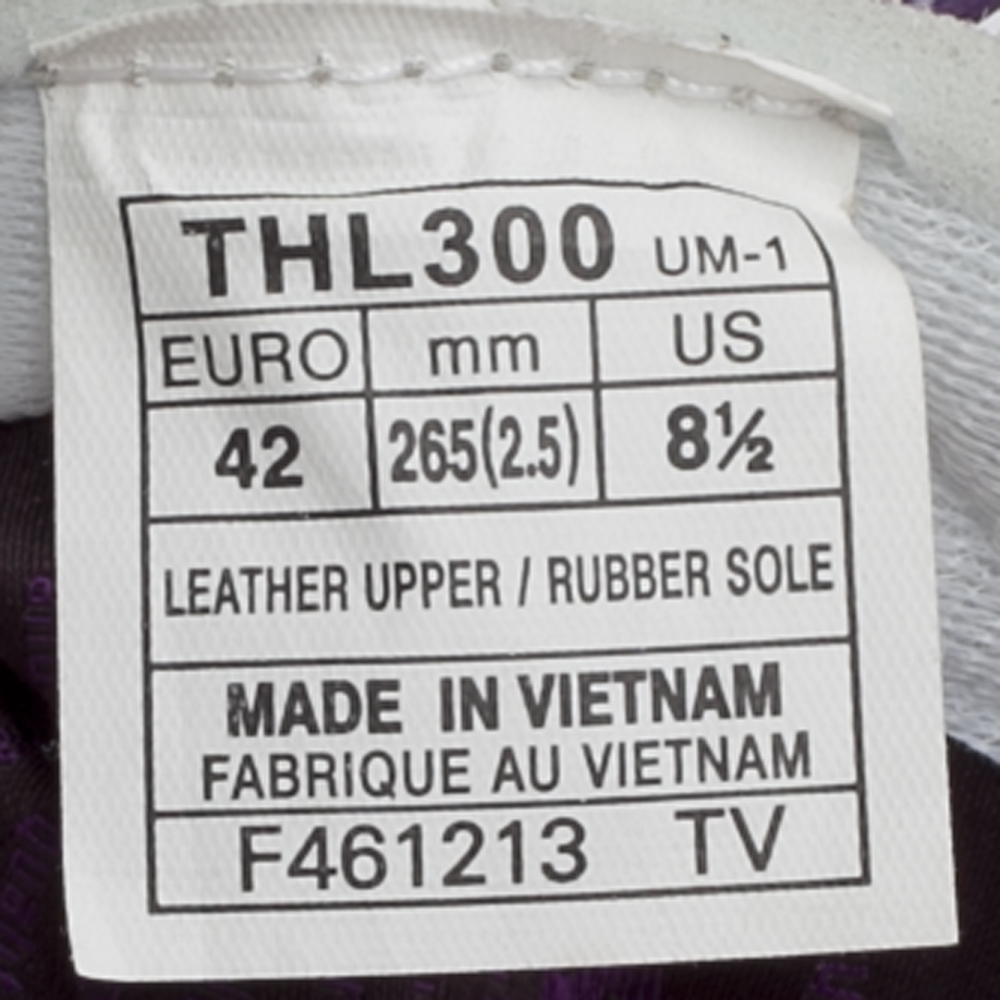 THL300 UM-1
EURO mm US
42 265(2.5) 8½
LEATHER UPPER / RUBBER SOLE
MADE IN VIETNAM
FABRIQUE AU VIETNAM
F461213 TV